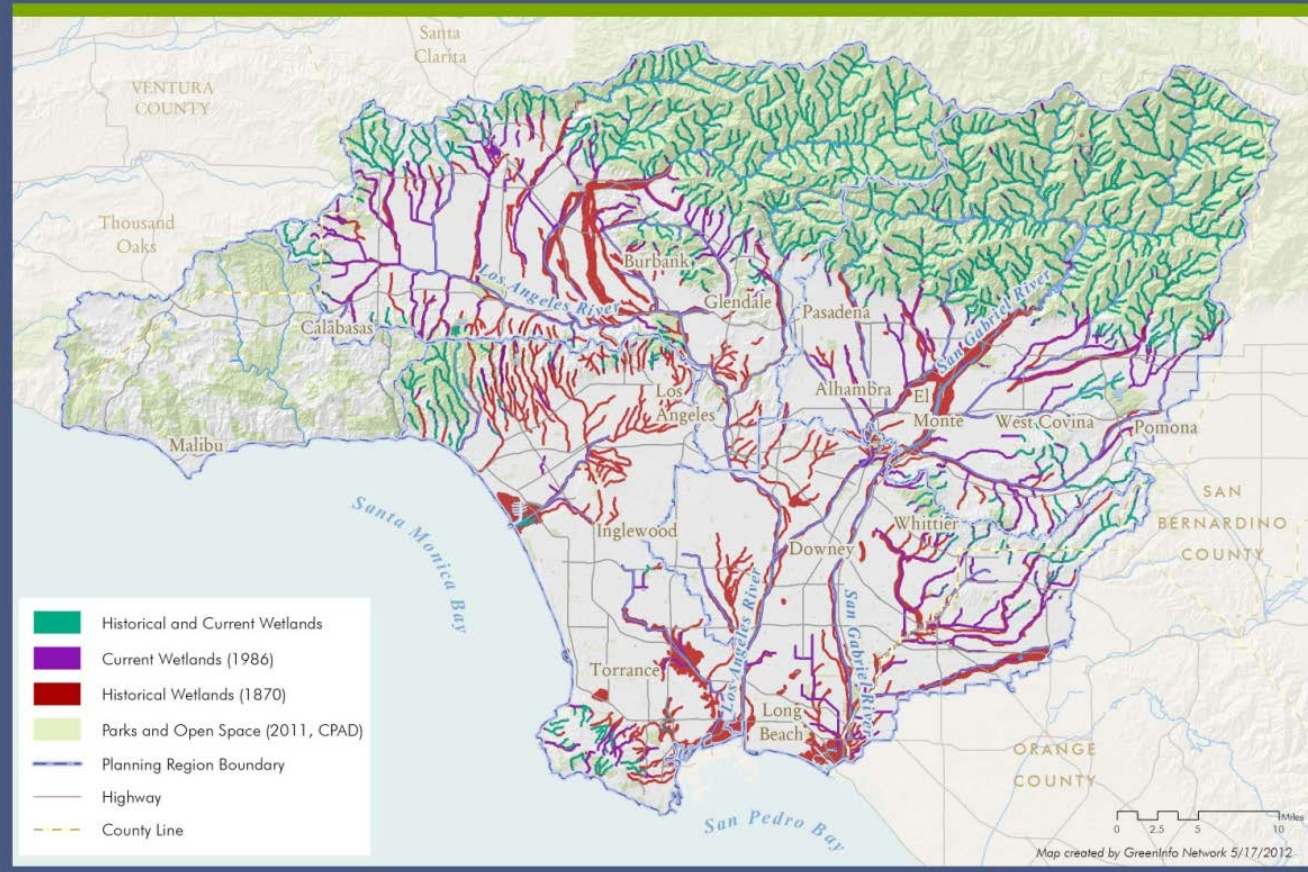 Santa
Clarita
VENTURA
COUNTY
Thousand
Oaks
Burbank
Los Angeles River
Glendale
Pasadena
San Gabriel River
Calabasas
Los
Angeles
Alhambra
El
Monte
West Covina
Pomona
Malibu
SAN
BERNARDINO
COUNTY
Santa Monica Bay
Inglewood
Whittier
Downey
Los Angeles River
San Gabriel River
Torrance
Long
Beach
ORANGE
COUNTY
San Pedro Bay
Historical and Current Wetlands
Current Wetlands (1986)
Historical Wetlands (1870)
Parks and Open Space (2011, CPAD)
Planning Region Boundary
Highway
County Line
Miles
0 2.5 5 10
Map created by GreenInfo Network 5/17/2012